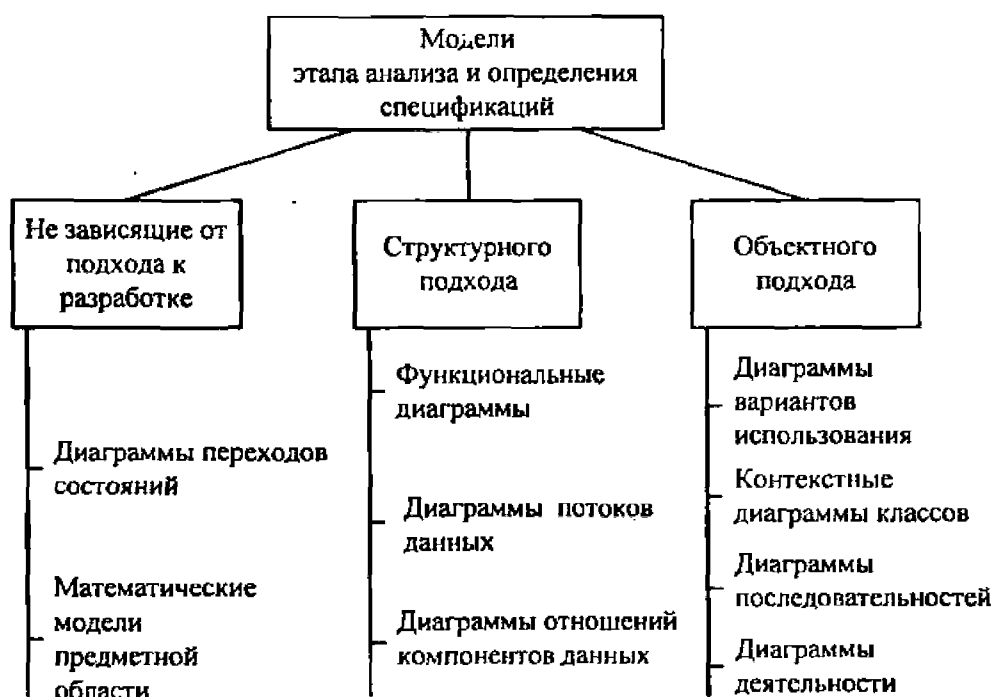 Модели
этапа анализа и определения
спецификаций
Не зависящие от
подхода к
разработке
Структурного
подхода
Объектного
подхода
Диаграммы переходов
состояний
Математические
модели
предметной
области
Функциональные
диаграммы
Диаграммы потоков
данных
Диаграммы отношений
компонентов данных
Диаграммы
вариантов
использования
Контекстные
диаграммы классов
Диаграммы
последовательностей
Диаграммы
деятельности